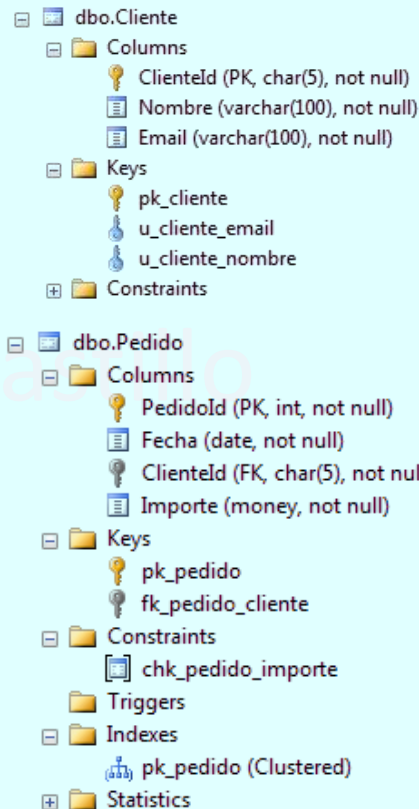 dbo.Cliente
Columns
ClienteId (PK, char(5), not null)
Nombre (varchar(100), not null)
Email (varchar(100), not null)
Keys
pk_cliente
u_cliente_email
u_cliente_nombre
Constraints
dbo.Pedido
Columns
PedidoId (PK, int, not null)
Fecha (date, not null)
ClienteId (FK, char(5), not nul
Importe (money, not null)
Keys
pk_pedido
fk_pedido_cliente
Constraints
chk_pedido_importe
Triggers
Indexes
pk_pedido (Clustered)
Statistics